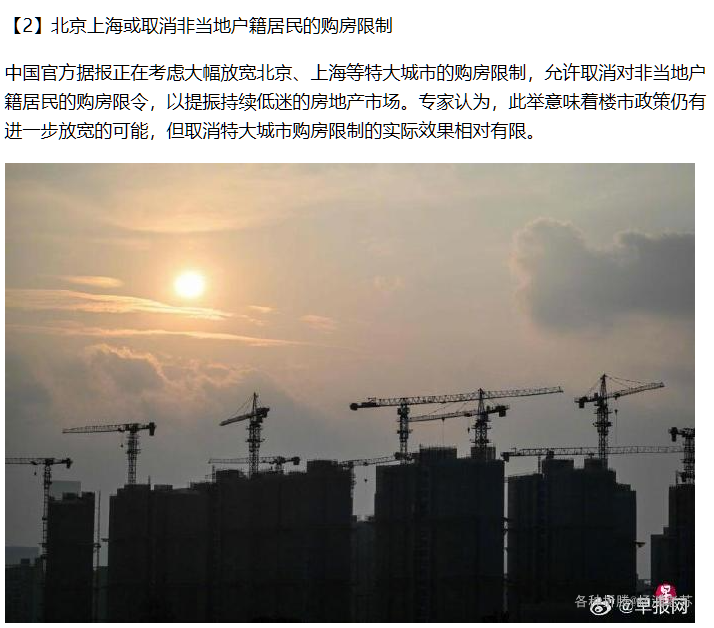 【2】北京上海或取消非当地户籍居民的购房限制
中国官方据报正在考虑大幅放宽北京、上海等特大城市的购房限制，允许取消对非当地户
籍居民的购房限令，以提振持续低迷的房地产市场。专家认为，此举意味着楼市政策仍有
进一步放宽的可能，但取消特大城市购房限制的实际效果相对有限。
早
@早报网